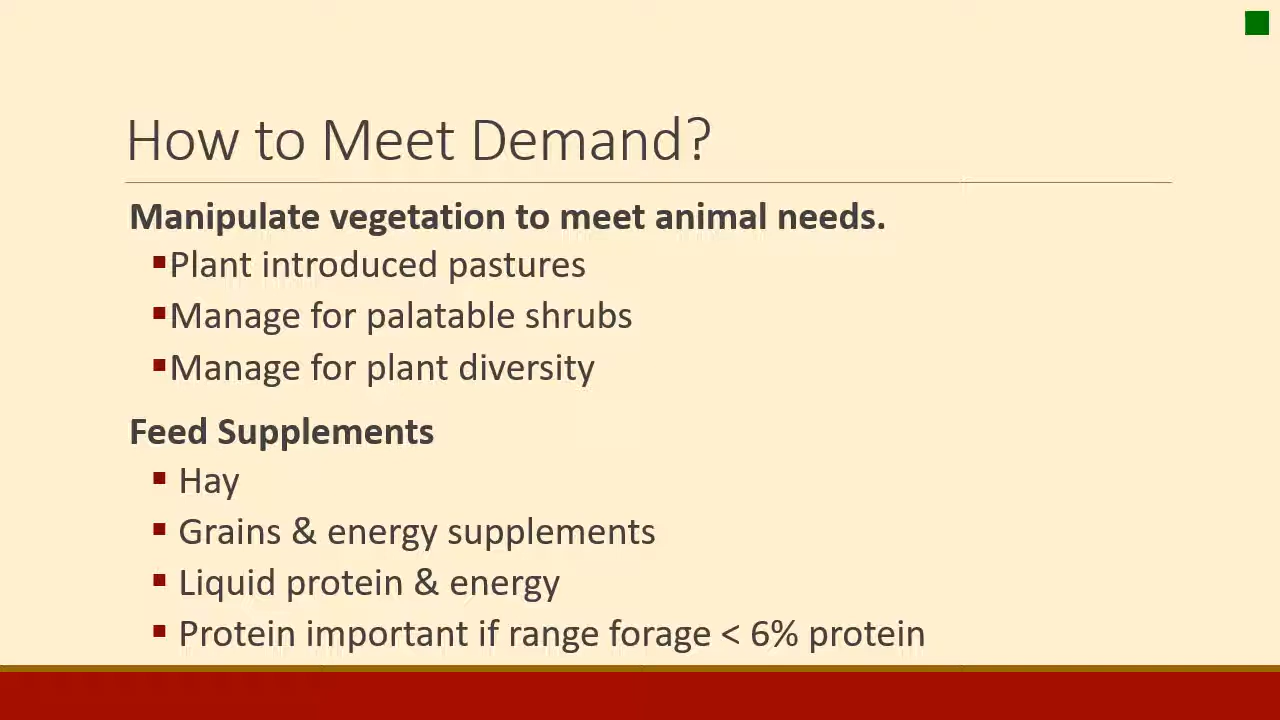 How to Meet Demand?
Manipulate vegetation to meet animal needs.
▪Plant introduced pastures
▪Manage for palatable shrubs
▪Manage for plant diversity
Feed Supplements
▪ Hay
▪ Grains & energy supplements
▪ Liquid protein & energy
▪ Protein important if range forage < 6% protein